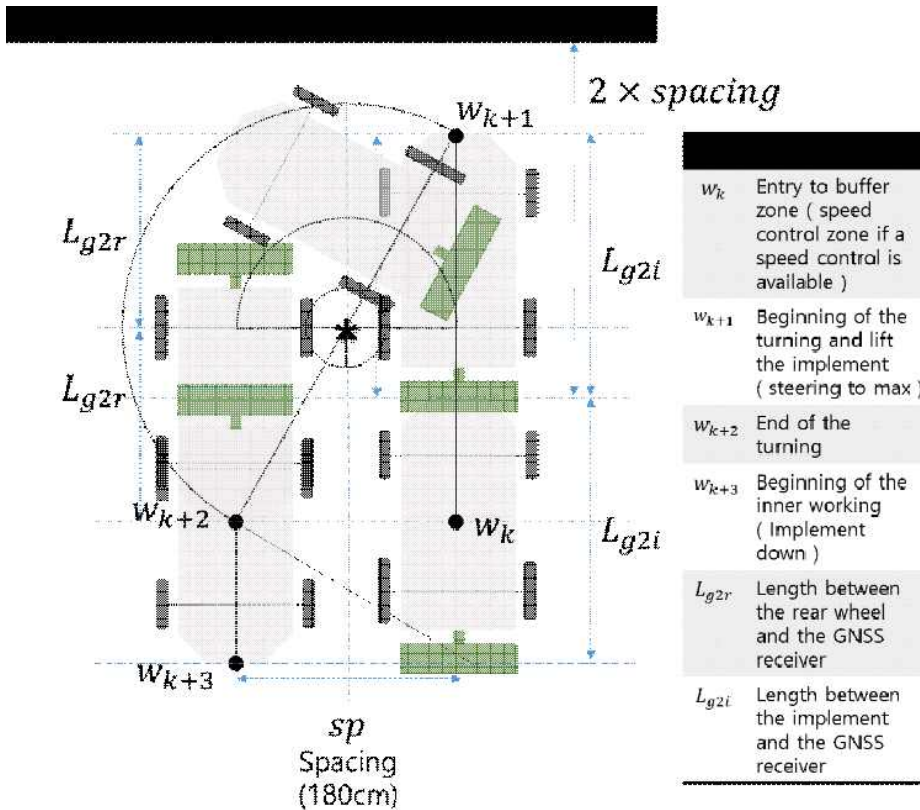 2 × spacing
w_{k+1}
L_{g2r}
L_{g2i}
L_{g2r}
w_{k+2}
w_k
L_{g2i}
w_{k+3}
sp
Spacing
(180cm)
w_k Entry to buffer
zone ( speed
control zone if a
speed control is
available )
w_{k+1} Beginning of the
turning and lift
the implement
( steering to max )
w_{k+2} End of the
turning
w_{k+3} Beginning of the
inner working
( Implement
down )
L_{g2r} Length between
the rear wheel
and the GNSS
receiver
L_{g2i} Length between
the implement
and the GNSS
receiver